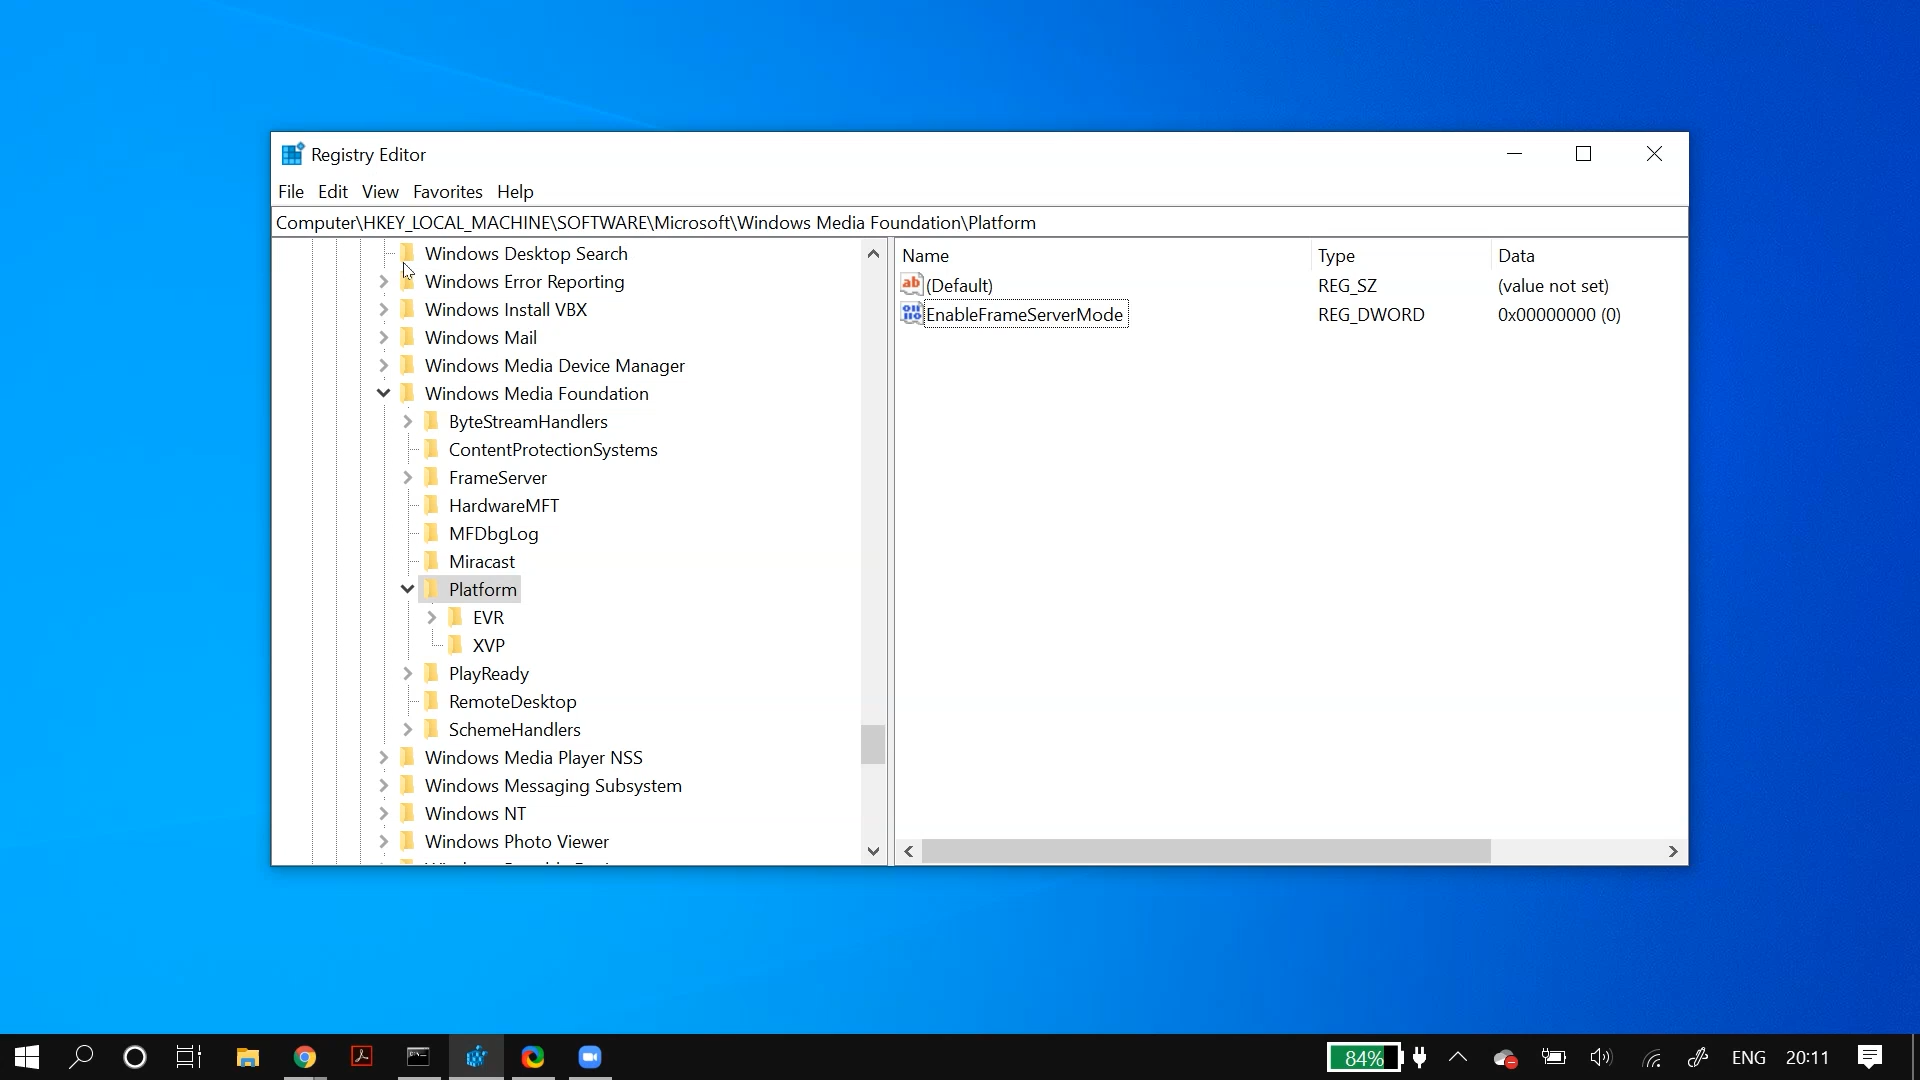 Registry Editor
File Edit View Favorites Help
Computer\HKEY_LOCAL_MACHINE\SOFTWARE\Microsoft\Windows Media Foundation\Platform
Windows Desktop Search
Windows Error Reporting
Windows Install VBX
Windows Mail
Windows Media Device Manager
Windows Media Foundation
ByteStreamHandlers
ContentProtectionSystems
FrameServer
HardwareMFT
MFDbgLog
Miracast
Platform
EVR
XVP
PlayReady
RemoteDesktop
SchemeHandlers
Windows Media Player NSS
Windows Messaging Subsystem
Windows NT
Windows Photo Viewer
Name Type Data
(Default) REG_SZ (value not set)
EnableFrameServerMode REG_DWORD 0x00000000 (0)
84% ENG 20:11